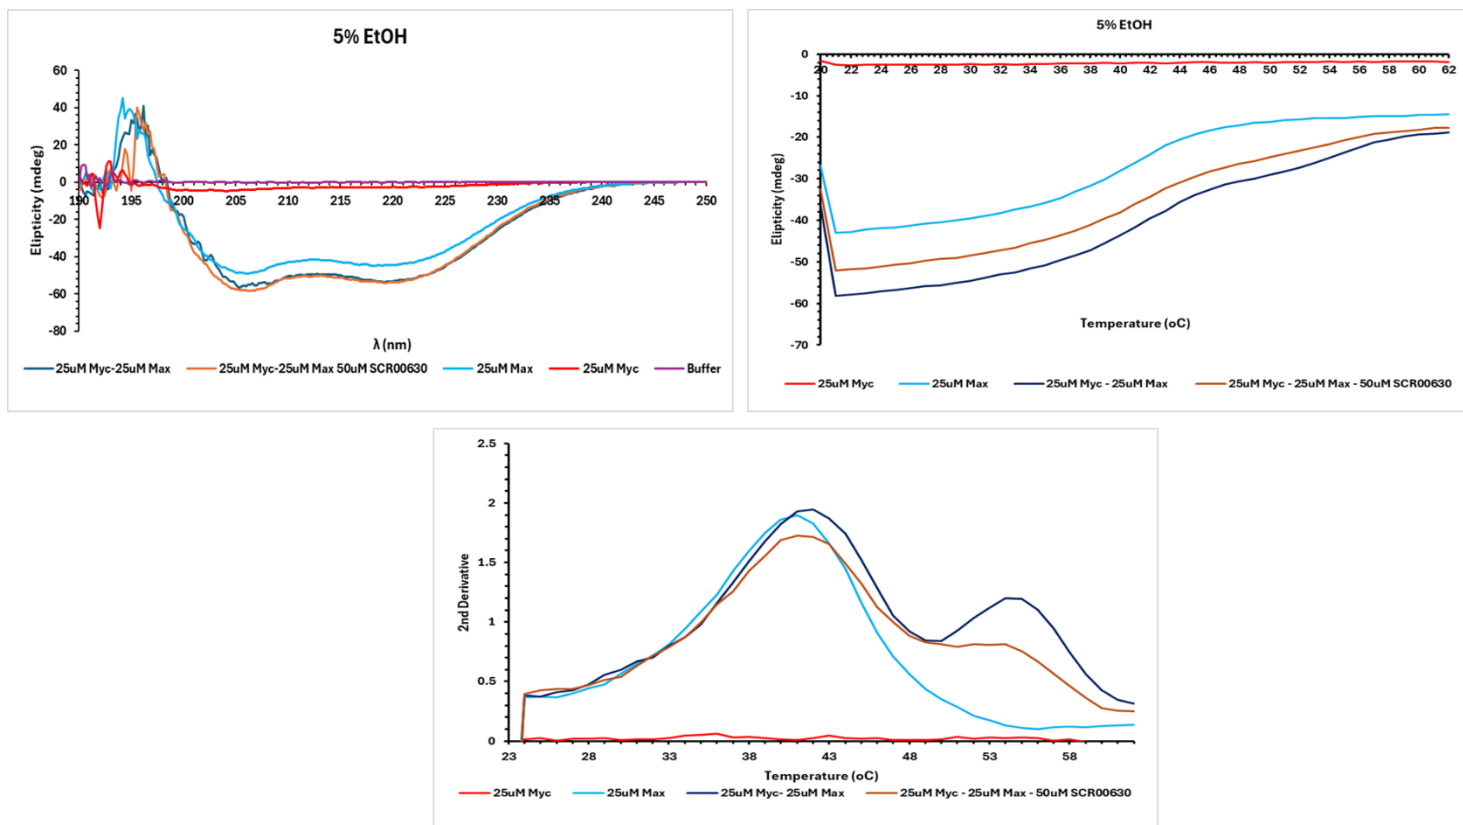 5% EtOH
60
40
20
0
-20
-40
-60
-80
190 195 200 205 210 215 220 225 230 235 240 245 250
Elipticity (mdeg)
λ (nm)
25uM Myc-25uM Max 25uM Myc-25uM Max 50uM SCR00630 25uM Max 25uM Myc Buffer
5% EtOH
0
20 22 24 26 28 30 32 34 36 38 40 42 44 46 48 50 52 54 56 58 60 62
-10
-20
-30
-40
-50
-60
-70
Elipticity (mdeg)
Temperature (oC)
25uM Myc 25uM Max 25uM Myc - 25uM Max 25uM Myc - 25uM Max - 50uM SCR00630
2.5
2
1.5
1
0.5
0
23 28 33 38 43 48 53 58
2nd Derivative
Temperature (oC)
25uM Myc 25uM Max 25uM Myc- 25uM Max 25uM Myc - 25uM Max - 50uM SCR00630